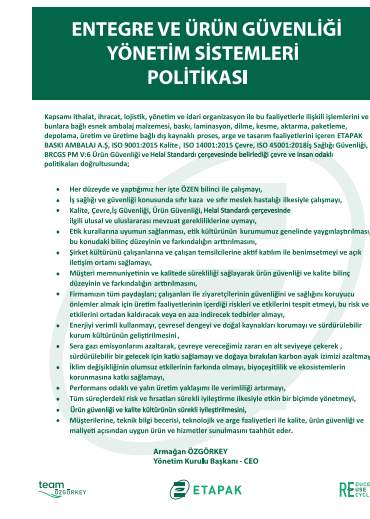 ENTEGRE VE ÜRÜN GÜVENLİĞİ
YÖNETİM SİSTEMLERİ
POLİTİKASI
Kapsamı ithalat, ihracat, lojistik, yönetim ve idari organizasyon ile bu faaliyetlerle ilişkili işlemlerini ve
bunlara bağlı esnek ambalaj malzemesi, baskı, laminasyon, dilme, kesme, aktarma, paketleme,
depolama, üretim ve üretime bağlı dış kaynaklı proses, arge ve tasarım faaliyetlerini içeren ETAPAK
BASKI AMBALAJ A.Ş, ISO 9001:2015 Kalite , ISO 14001:2015 Çevre, ISO 45001:2018İş Sağlığı Güvenliği,
BRCGS PM V:6 Ürün Güvenliği ve Helal Standardı çerçevesinde belirlediği çevre ve insan odaklı
politikaları doğrultusunda;
• Her düzeyde ve yaptığımız her işte ÖZEN bilinci ile çalışmayı,
• İş sağlığı ve güvenliği konusunda sıfır kaza ve sıfır meslek hastalığı ilkesiyle çalışmayı,
• Kalite, Çevre,İş Güvenliği, Ürün Güvenliği, Helal Standardı çerçevesinde
ilgili ulusal ve uluslararası mevzuat gerekliliklerine uymayı,
• Etik kurallarına uyumun sağlanması, etik kültürünün kurumumuz genelinde yaygınlaştırılması,
bu konudaki bilinç düzeyinin ve farkındalığın arttırılmasını,
• Şirket kültürünü çalışanlarına ve çalışan temsilcilerine aktif katılım ile benimsetmeyi ve açık
iletişim ortamı sağlamayı,
• Müşteri memnuniyetinin ve kalitede sürekliliği sağlayarak ürün güvenliği ve kalite bilinç
düzeyinin ve farkındalığın arttırılmasını,
• Firmamızın tüm paydaşlar; çalışanları ile ziyaretçilerinin güvenliğini ve sağlığını koruyucu
önlemler almak için üretim faaliyetlerinin içerdiği riskleri ve etkilerini tespit etmeyi, bu risk ve
etkilerini ortadan kaldıracak veya en aza indirecek tedbirler almayı,
• Enerjiyi verimli kullanmayı, çevresel dengeyi ve doğal kaynakları korumayı ve sürdürülebilir
kurum kültürünün geliştirilmesini ,
• Sera gazı emisyonlarını azaltarak, çevreye vereceğimiz zararı en alt seviyeye çekerek ,
sürdürülebilir bir gelecek için katkı sağlamayı ve doğaya bırakılan karbon ayak izimizi azaltmay
• İklim değişikliğinin olumsuz etkilerinin farkında olmayı, biyoçeşitlilik ve ekosistemlerin
korunmasına katkı sağlamayı,
• Performans odaklı ve yalın üretim yaklaşımı ile verimliliği artırmayı,
• Tüm süreçlerdeki risk ve fırsatları sürekli iyileştirme ilkesiyle etkin bir biçimde yönetmeyi,
• Ürün güvenliği ve kalite kültürünün sürekli iyileştirilmesini,
• Müşterilerine, teknik bilgi becerisi, teknolojik ve arge faaliyetleri ile kalite, ürün güvenliği ve
maliyeti açısından uygun ürün ve hizmetler sunulmasını taahhüt eder.
Armağan ÖZGÖRKEY
Yönetim Kurulu Başkanı - CEO
team
ÖZGÖRKEY
ETAPAK
REDUCE
USE
CYCL